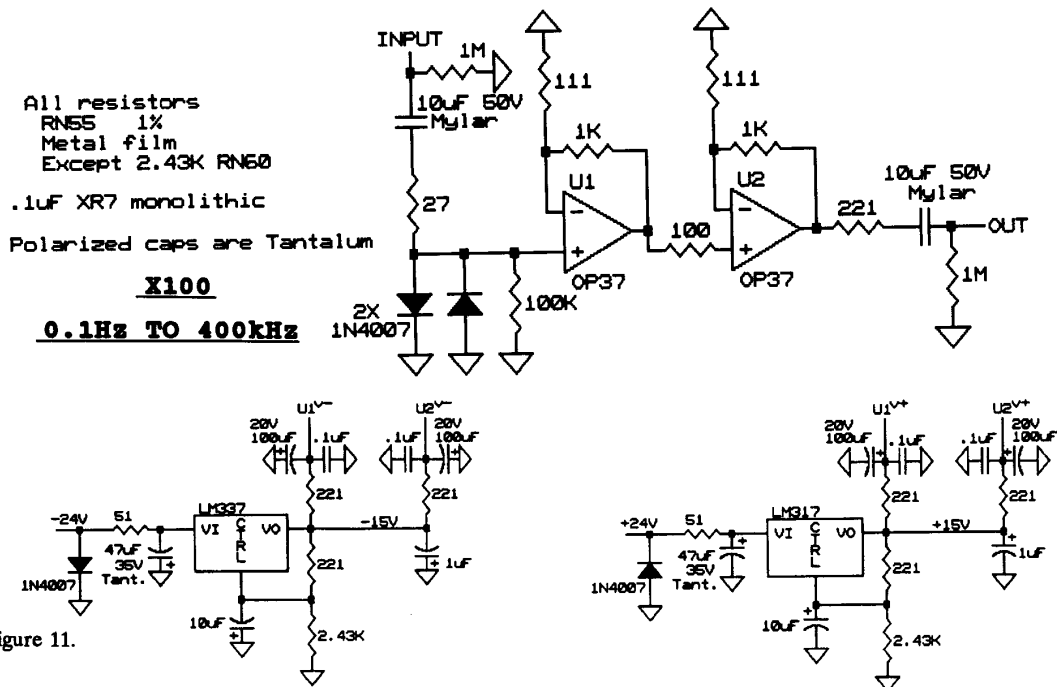 INPUT
1M
10uF 50V
Mylar
27
2X
1N4007
100K
111
1K
U1
-
+
OP37
100
111
1K
U2
-
+
OP37
221
10uF 50V
Mylar
OUT
1M
All resistors
RN55 1%
Metal film
Except 2.43K RN60
.1uF XR7 monolithic
Polarized caps are Tantalum
X100
0.1Hz TO 400kHz
U1V-
U2V-
20V
100uF
+
.1uF
.1uF
20V
100uF
+
221
221
-24V
51
LM337
VI
CTRL
VO
-15V
1N4007
47uF
35V
Tant.
+
221
1uF
+
10uF
+
2.43K
U1V+
U2V+
20V
100uF
+
.1uF
.1uF
+
20V
100uF
221
221
+24V
51
LM317
VI
CTRL
VO
+15V
1N4007
47uF
35V
Tant.
+
221
+
1uF
10uF
+
2.43K
igure 11.